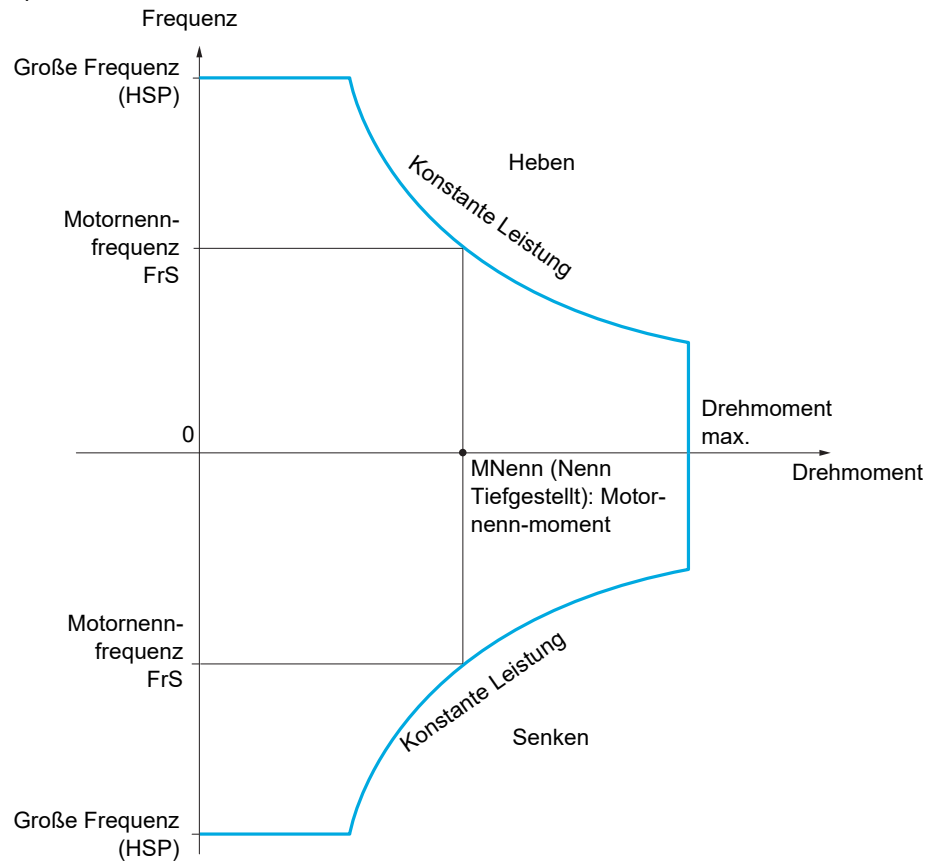 Frequenz
Große Frequenz
(HSP)
Konstante Leistung
Heben
Motornenn-
frequenz
FrS
Drehmoment
max.
0
Drehmoment
MNenn (Nenn
Tiefgestellt): Motor-
nenn-moment
Motornenn-
frequenz
FrS
Konstante Leistung
Senken
Große Frequenz
(HSP)